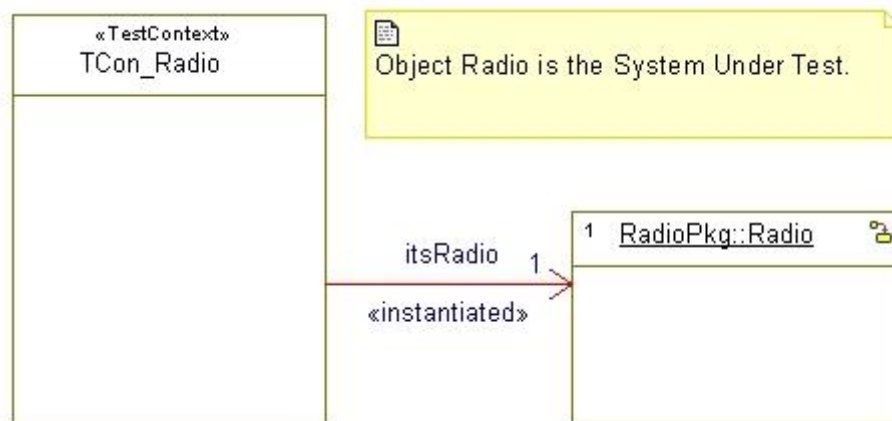 «TestContext»
TCon_Radio
Object Radio is the System Under Test.
1 RadioPkg::Radio
itsRadio 1
«instantiated»